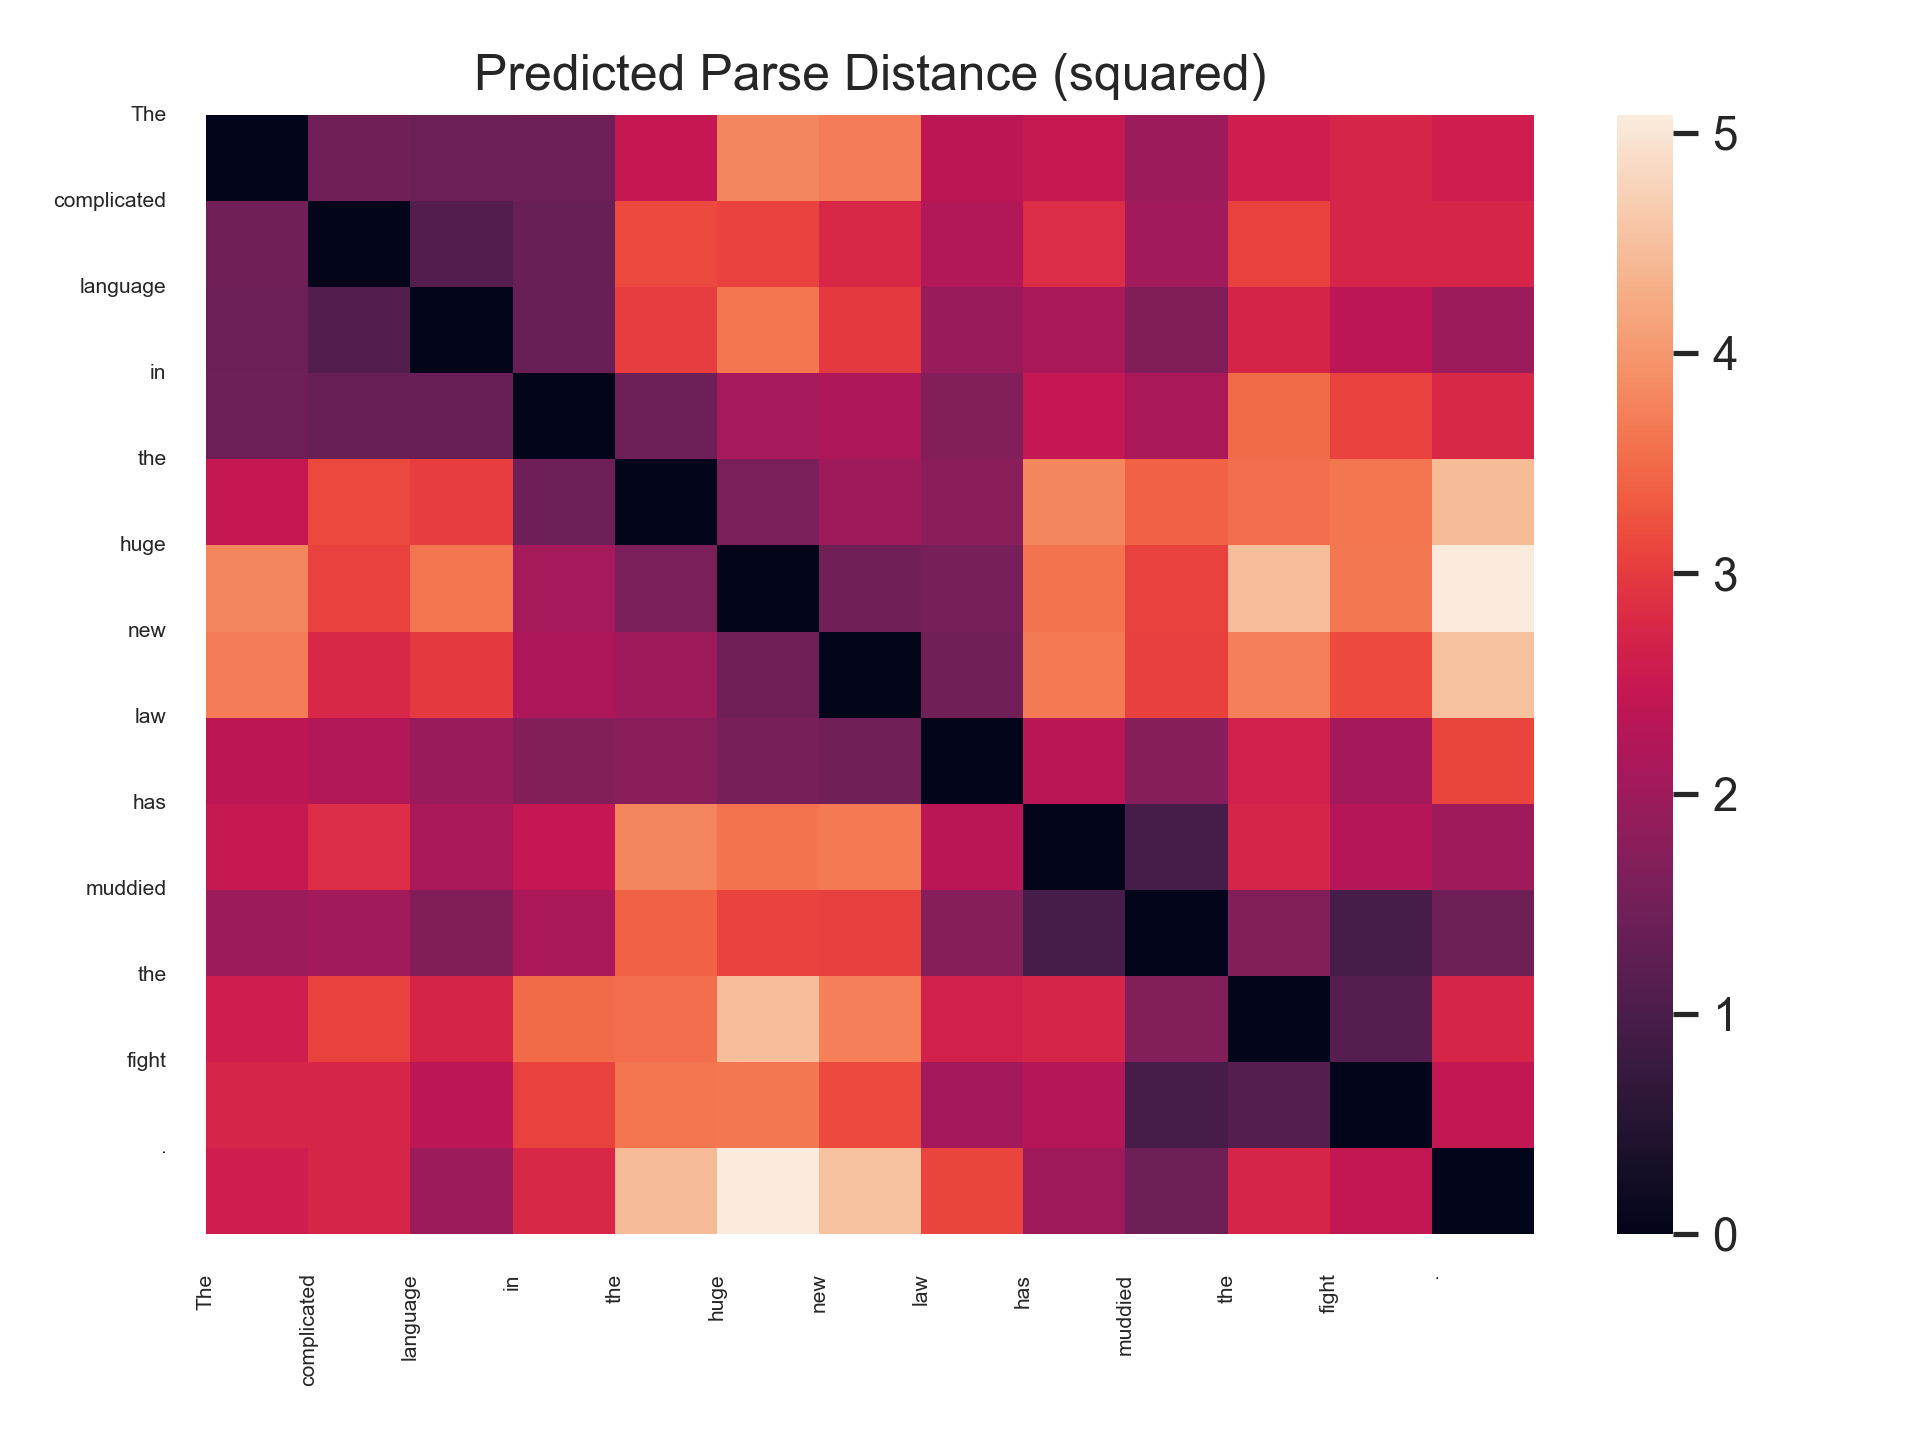 Predicted Parse Distance (squared)
The
complicated
language
in
the
huge
new
law
has
muddied
the
fight
.
5
4
3
2
1
0
The
complicated
language
in
the
huge
new
law
has
muddied
the
fight
.